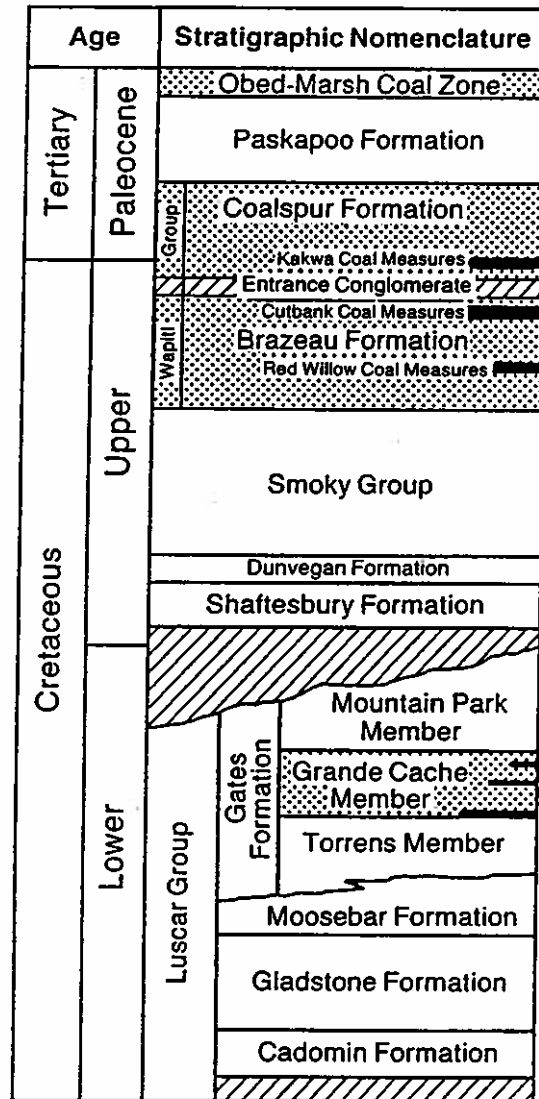 Age
Stratigraphic Nomenclature
Tertiary
Paleocene
Obed-Marsh Coal Zone
Paskapoo Formation
Group
Coalspur Formation
Kakwa Coal Measures
Entrance Conglomerate
Cutbank Coal Measures
Wapiti
Brazeau Formation
Red Willow Coal Measures
Cretaceous
Upper
Smoky Group
Dunvegan Formation
Shaftesbury Formation
Lower
Luscar Group
Gates
Formation
Mountain Park
Member
Grande Cache
Member
Torrens Member
Moosebar Formation
Gladstone Formation
Cadomin Formation